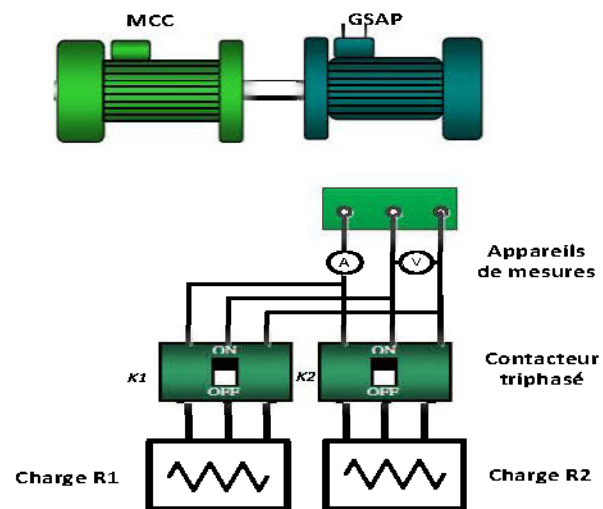 MCC
GSAP
A
V
Appareils
de mesures
ON
OFF
K1
ON
OFF
K2
Contacteur
triphasé
Charge R1
Charge R2